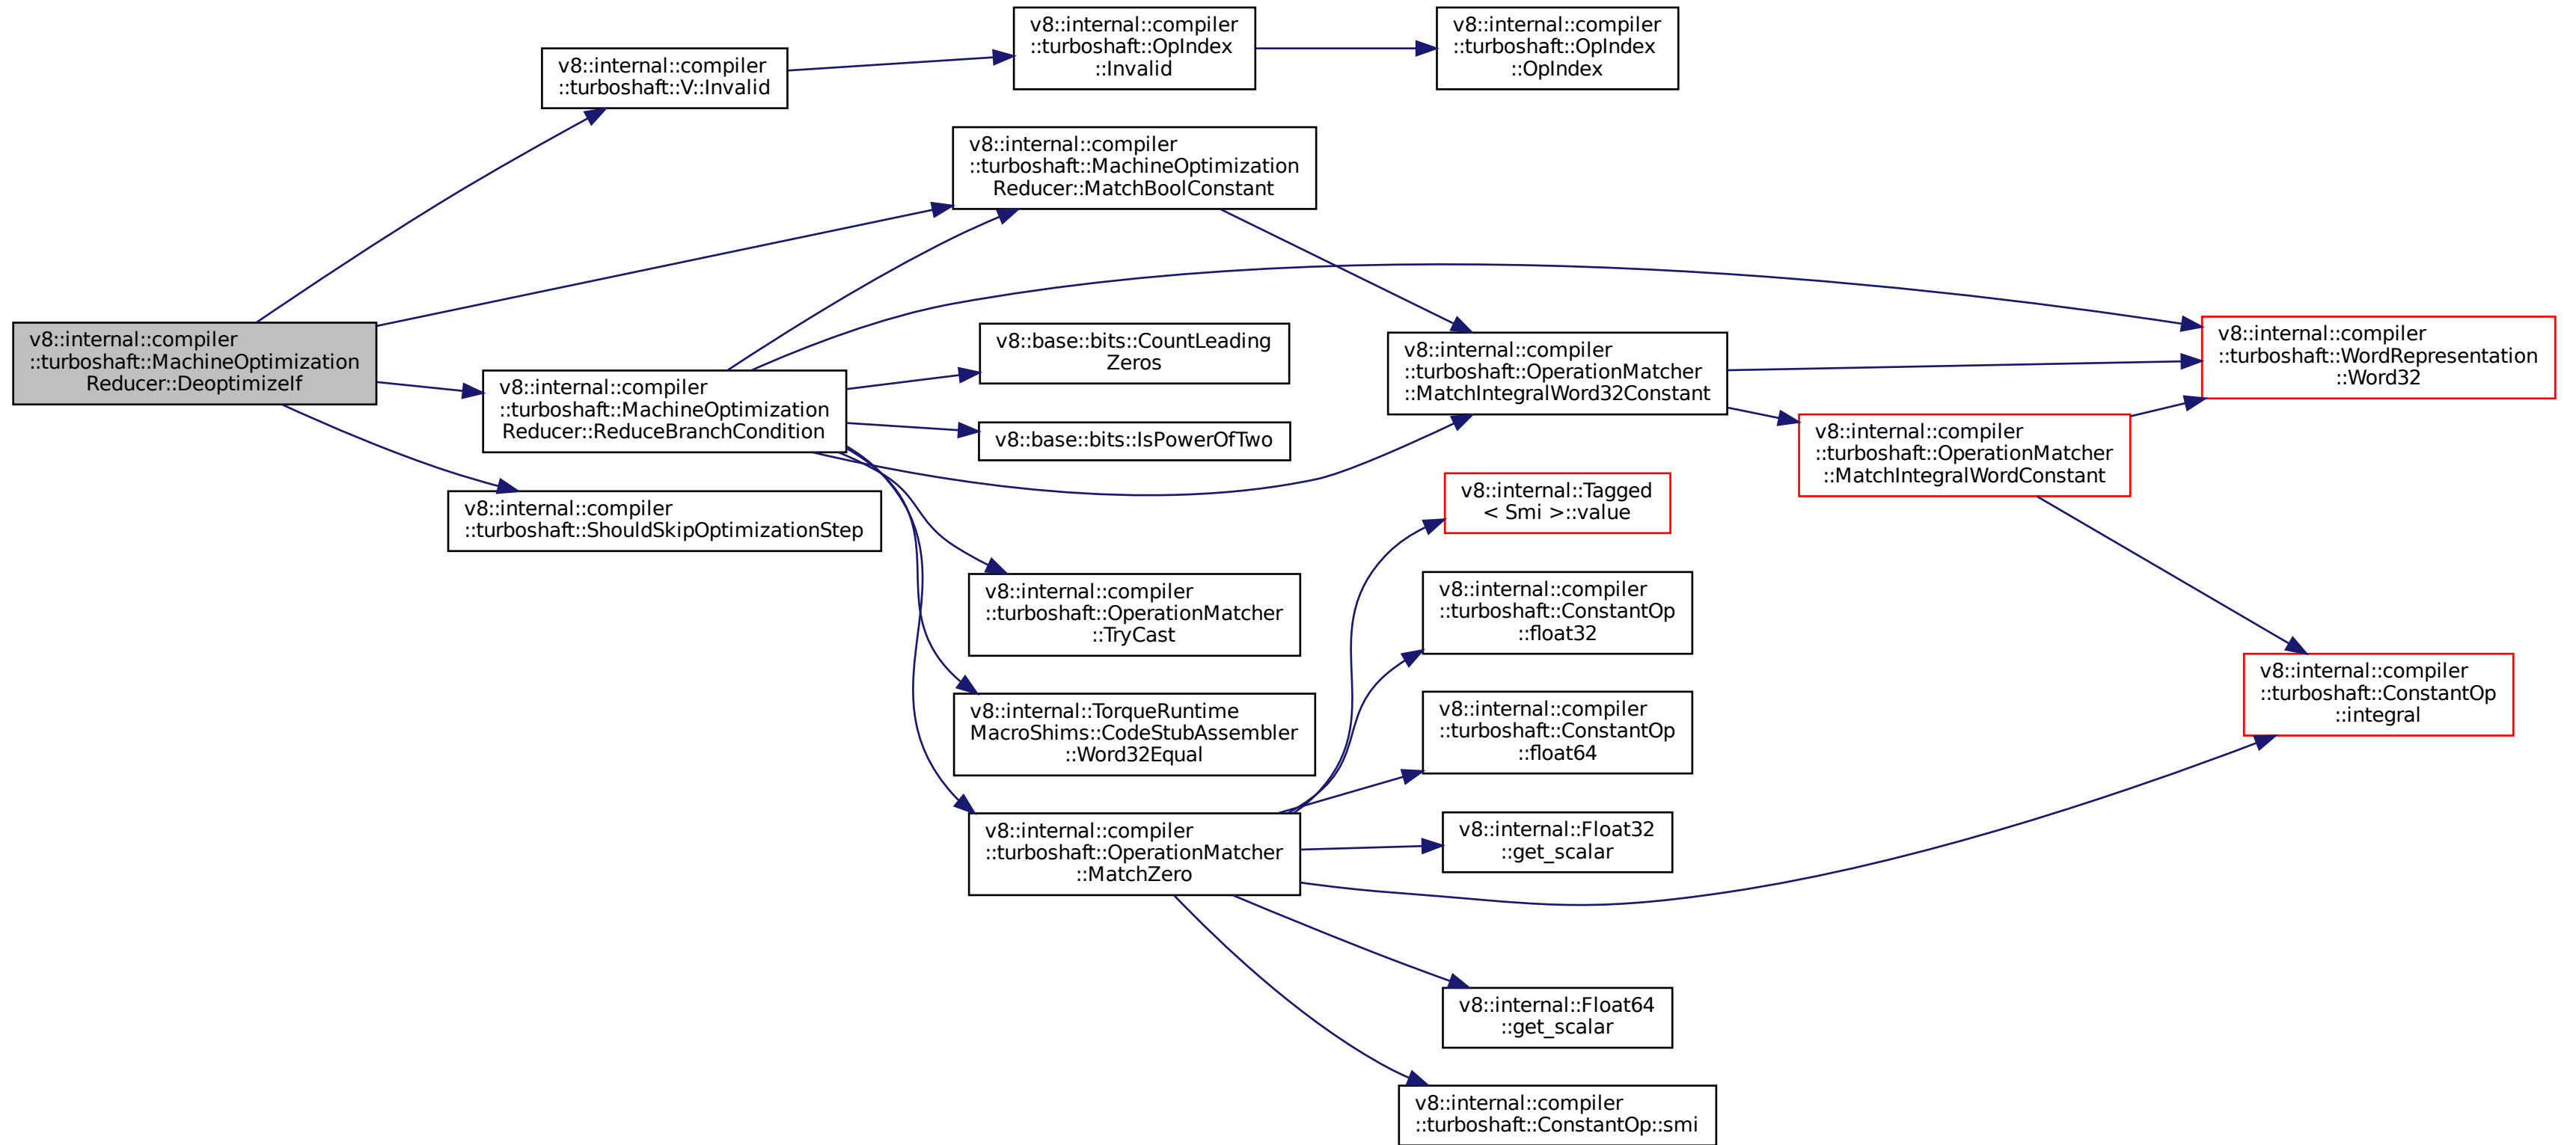 v8::internal::compiler
::turboshaft::MachineOptimization
Reducer::DeoptimizeIf
v8::internal::compiler
::turboshaft::V::Invalid
v8::internal::compiler
::turboshaft::OpIndex
::Invalid
v8::internal::compiler
::turboshaft::OpIndex
::OpIndex
v8::internal::compiler
::turboshaft::MachineOptimization
Reducer::MatchBoolConstant
v8::internal::compiler
::turboshaft::MachineOptimization
Reducer::ReduceBranchCondition
v8::internal::compiler
::turboshaft::ShouldSkipOptimizationStep
v8::base::bits::CountLeading
Zeros
v8::base::bits::IsPowerOfTwo
v8::internal::compiler
::turboshaft::OperationMatcher
::MatchIntegralWord32Constant
v8::internal::compiler
::turboshaft::WordRepresentation
::Word32
v8::internal::compiler
::turboshaft::OperationMatcher
::MatchIntegralWordConstant
v8::internal::Tagged
< Smi >::value
v8::internal::compiler
::turboshaft::OperationMatcher
::TryCast
v8::internal::compiler
::turboshaft::ConstantOp
::float32
v8::internal::TorqueRuntime
MacroShims::CodeStubAssembler
::Word32Equal
v8::internal::compiler
::turboshaft::ConstantOp
::float64
v8::internal::compiler
::turboshaft::ConstantOp
::integral
v8::internal::compiler
::turboshaft::OperationMatcher
::MatchZero
v8::internal::Float32
::get_scalar
v8::internal::Float64
::get_scalar
v8::internal::compiler
::turboshaft::ConstantOp::smi